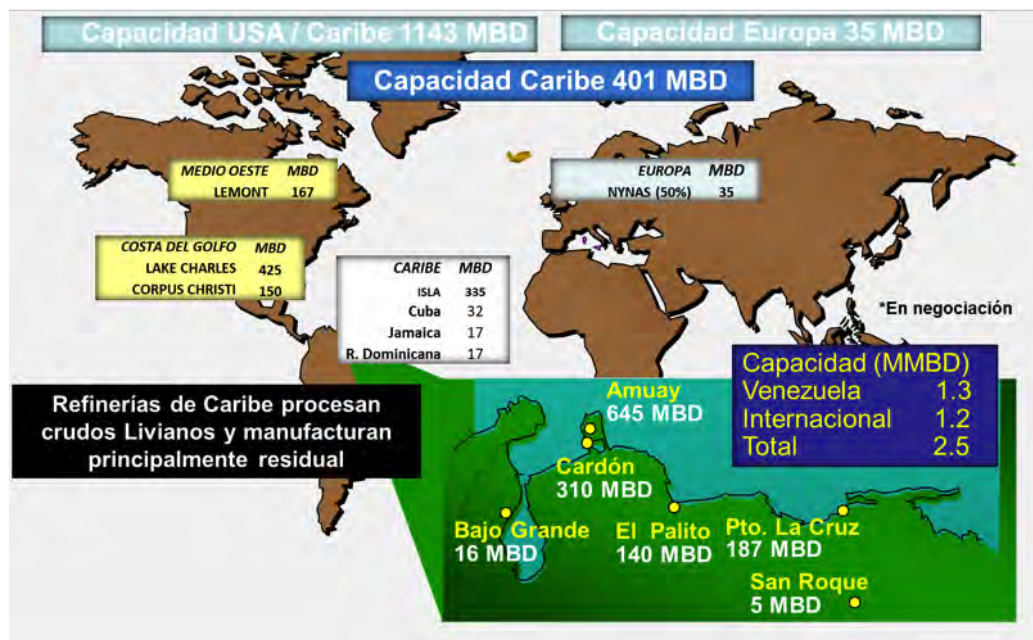 Capacidad USA / Caribe 1143 MBD
Capacidad Europa 35 MBD
Capacidad Caribe 401 MBD
MEDIO OESTE MBD
LEMONT 167
EUROPA MBD
NYNAS (50%) 35
COSTA DEL GOLFO MBD
LAKE CHARLES 425
CORPUS CHRISTI 150
CARIBE MBD
ISLA 335
Cuba 32
Jamaica 17
R. Dominicana 17
*En negociación
Capacidad (MMBD)
Venezuela 1.3
Internacional 1.2
Total 2.5
Refinerías de Caribe procesan
crudos Livianos y manufacturan
principalmente residual
Amuay
645 MBD
Cardón
310 MBD
Bajo Grande
16 MBD
El Palito
140 MBD
Pto. La Cruz
187 MBD
San Roque
5 MBD